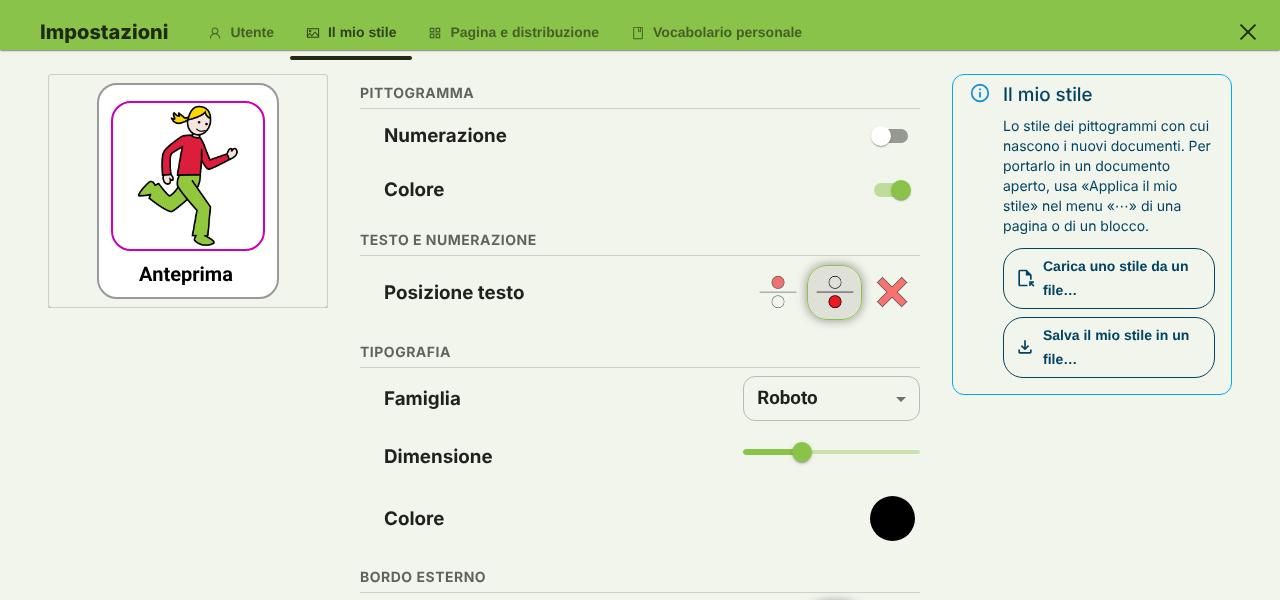 Impostazioni
Utente
Il mio stile
Pagina e distribuzione
Vocabolario personale
Anteprima
PITTOGRAMMA
Numerazione
Colore
TESTO E NUMERAZIONE
Posizione testo
TIPOGRAFIA
Famiglia
Roboto
Dimensione
Colore
BORDO ESTERNO
Il mio stile
Lo stile dei pittogrammi con cui
nascono i nuovi documenti. Per
portarlo in un documento
aperto, usa «Applica il mio
stile» nel menu «⋯» di una
pagina o di un blocco.
Carica uno stile da un
file…
Salva il mio stile in un
file…